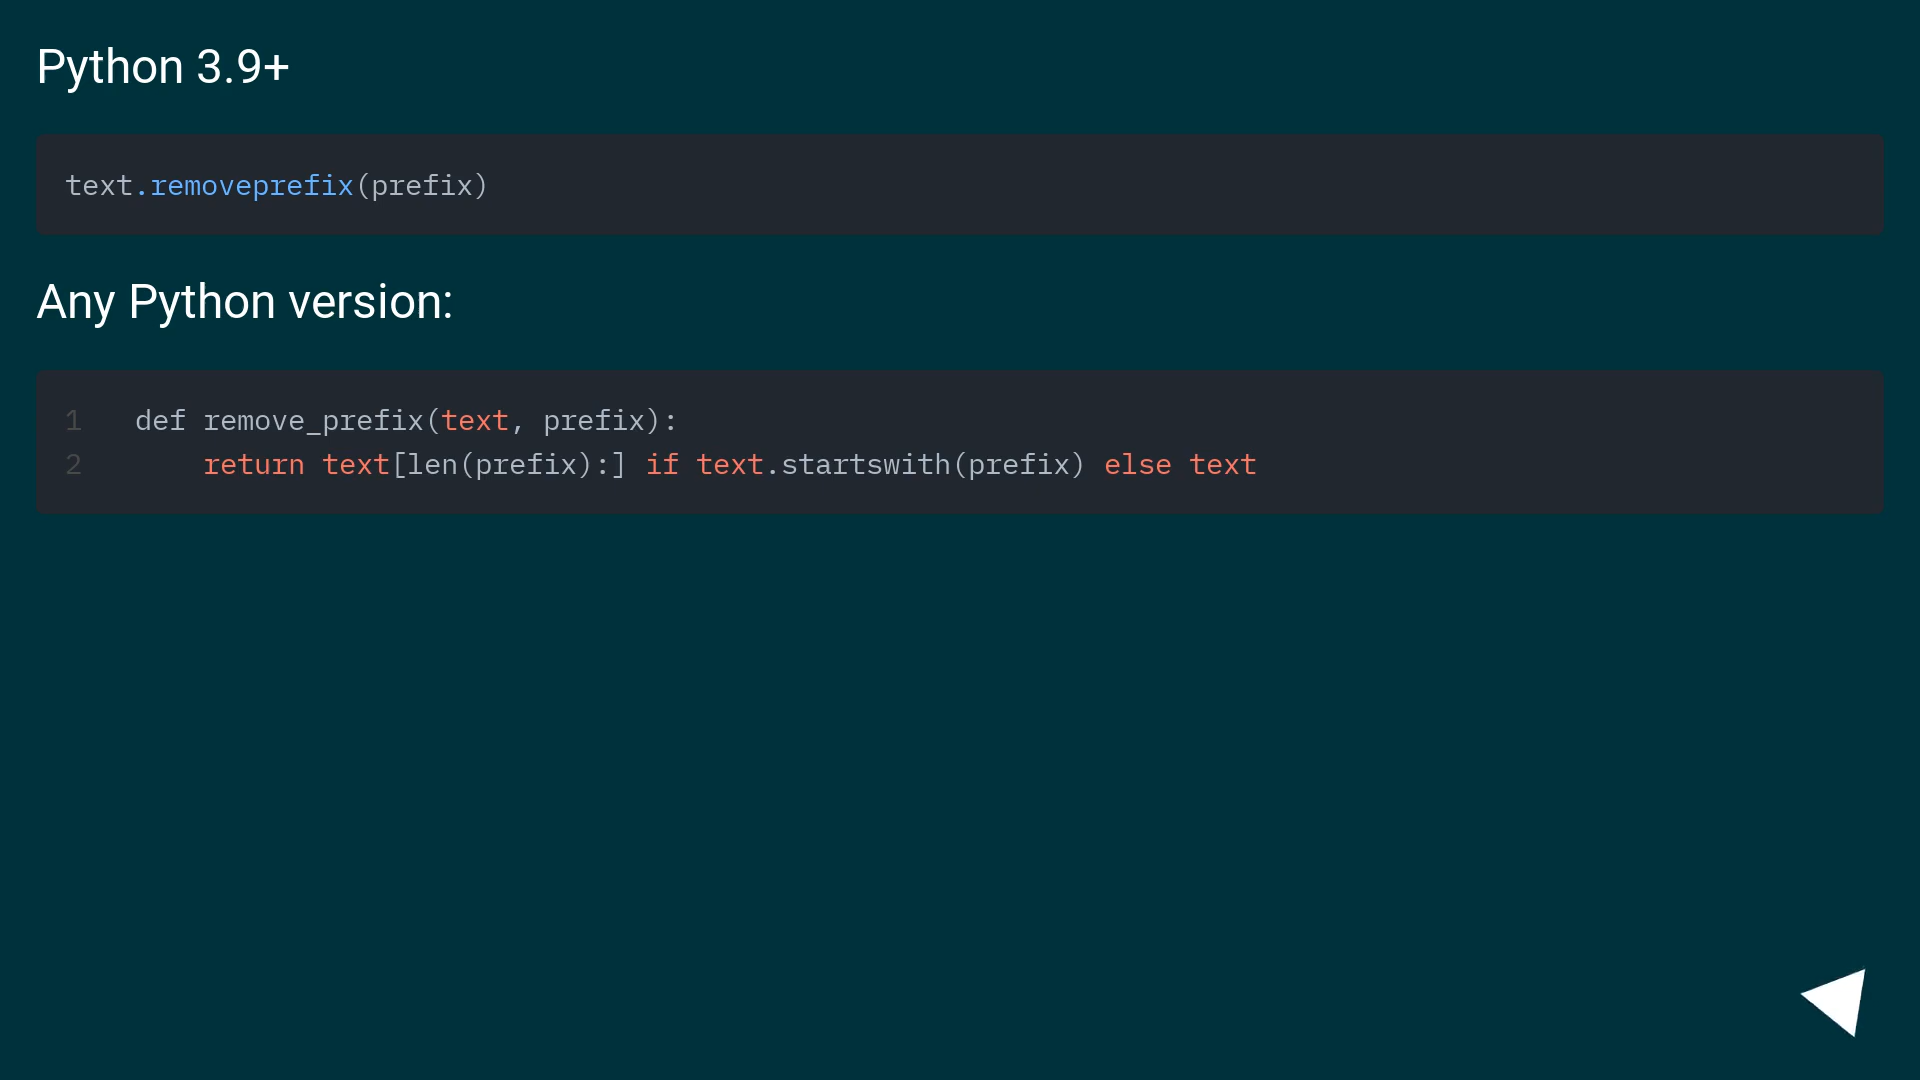 Python 3.9+
text.removeprefix(prefix)
Any Python version:
1 def remove_prefix(text, prefix):
2     return text[len(prefix):] if text.startswith(prefix) else text